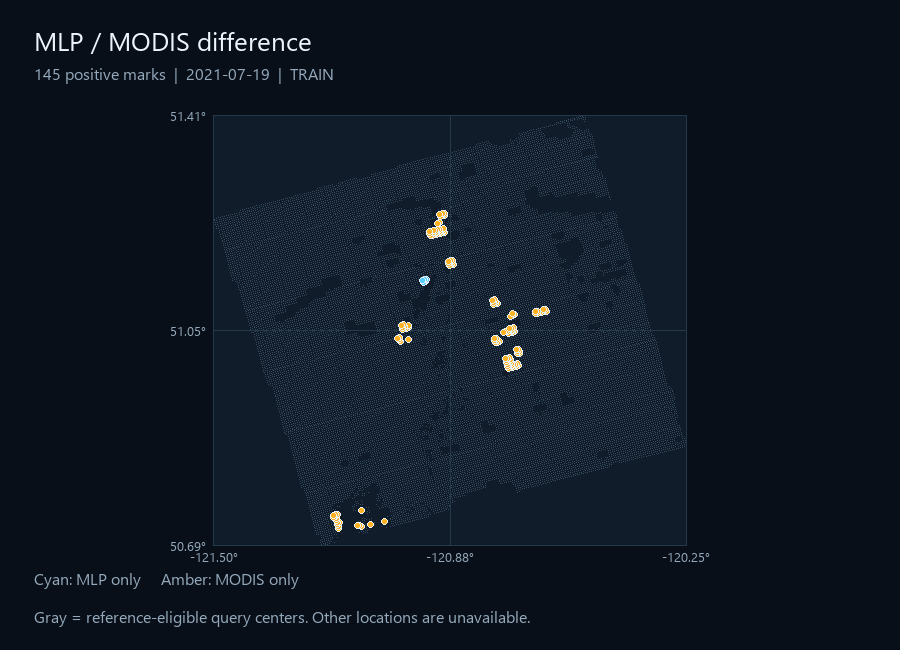 MLP / MODIS difference
145 positive marks | 2021-07-19 | TRAIN
51.41°
51.05°
50.69°
-121.50° -120.88° -120.25°
Cyan: MLP only Amber: MODIS only
Gray = reference-eligible query centers. Other locations are unavailable.